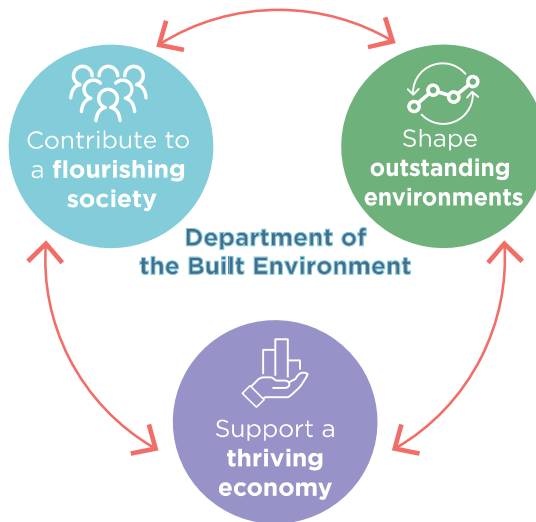 Contribute to
a flourishing
society
Shape
outstanding
environments
Department of
the Built Environment
Support a
thriving
economy